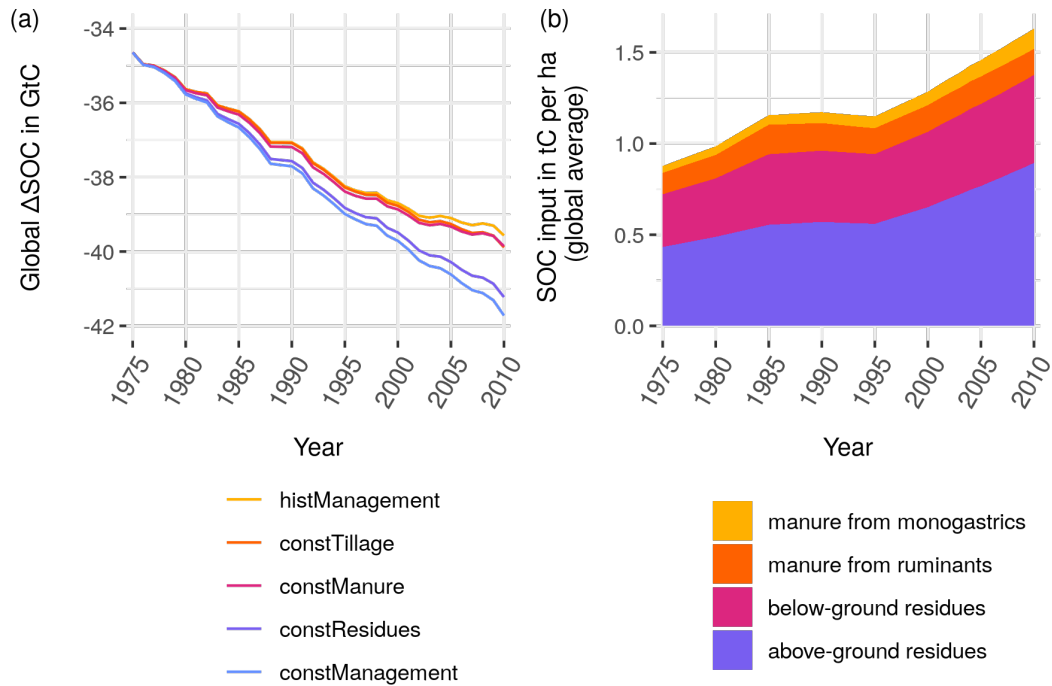 (a)
Global ΔSOC in GtC
-34
-36
-38
-40
-42
1975
1980
1985
1990
1995
2000
2005
2010
Year
histManagement
constTillage
constManure
constResidues
constManagement
(b)
SOC input in tC per ha
(global average)
1.5
1.0
0.5
0.0
1975
1980
1985
1990
1995
2000
2005
2010
Year
manure from monogastrics
manure from ruminants
below-ground residues
above-ground residues